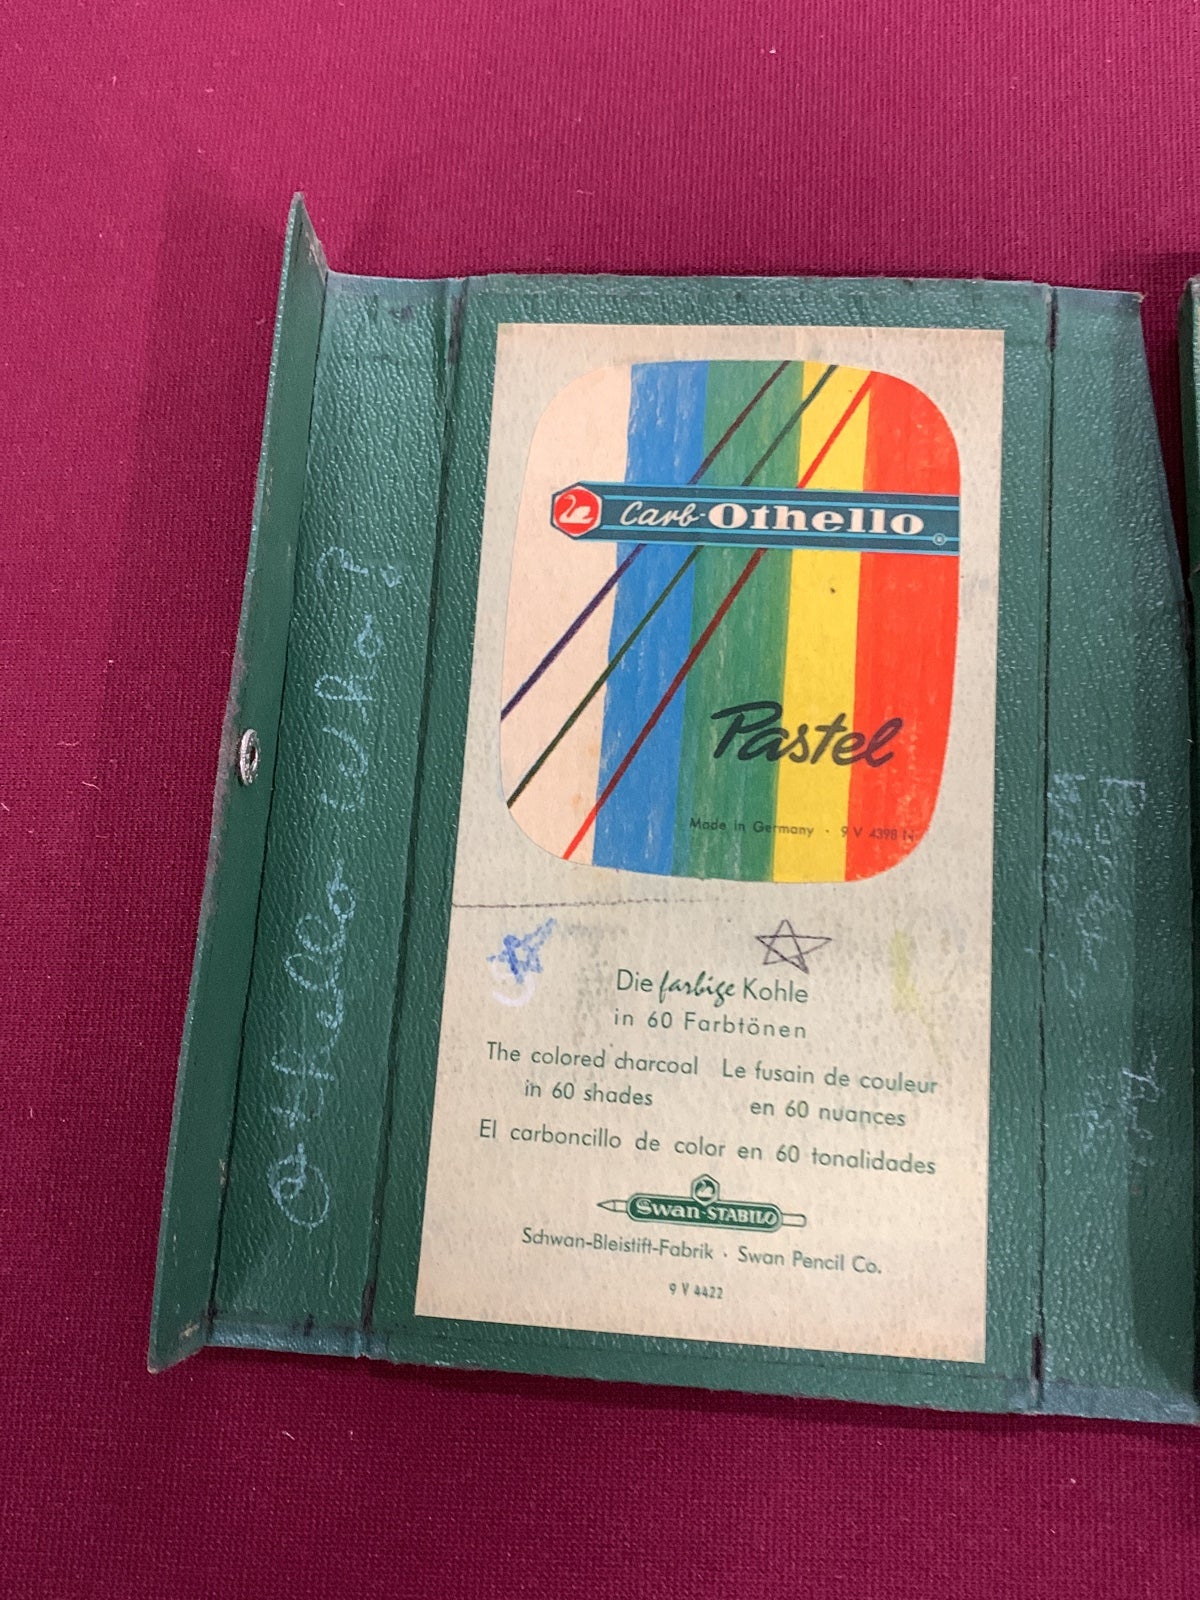 Othello who?
Carb-Othello ®
Pastel
Made in Germany · 9 V 4398 N
Die farbige Kohle
in 60 Farbtönen
The colored charcoal
in 60 shades
Le fusain de couleur
en 60 nuances
El carboncillo de color en 60 tonalidades
Swan-STABILO
Schwan-Bleistift-Fabrik · Swan Pencil Co.
9 V 4422